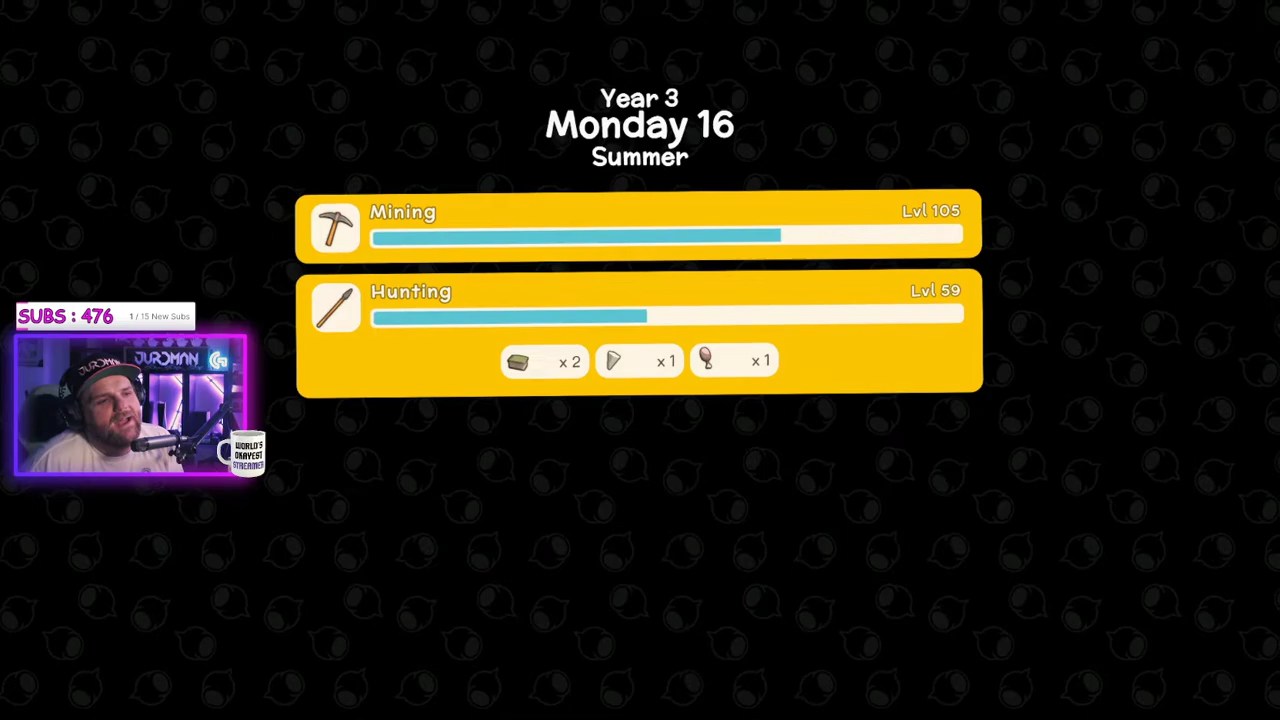 Year 3
Monday 16
Summer
Mining
Lvl 105
Hunting
Lvl 59
x 2
x 1
x 1
SUBS : 476
1 / 15 New Subs
JUROMAN
WORLD'S
OKAYEST
STREAMER